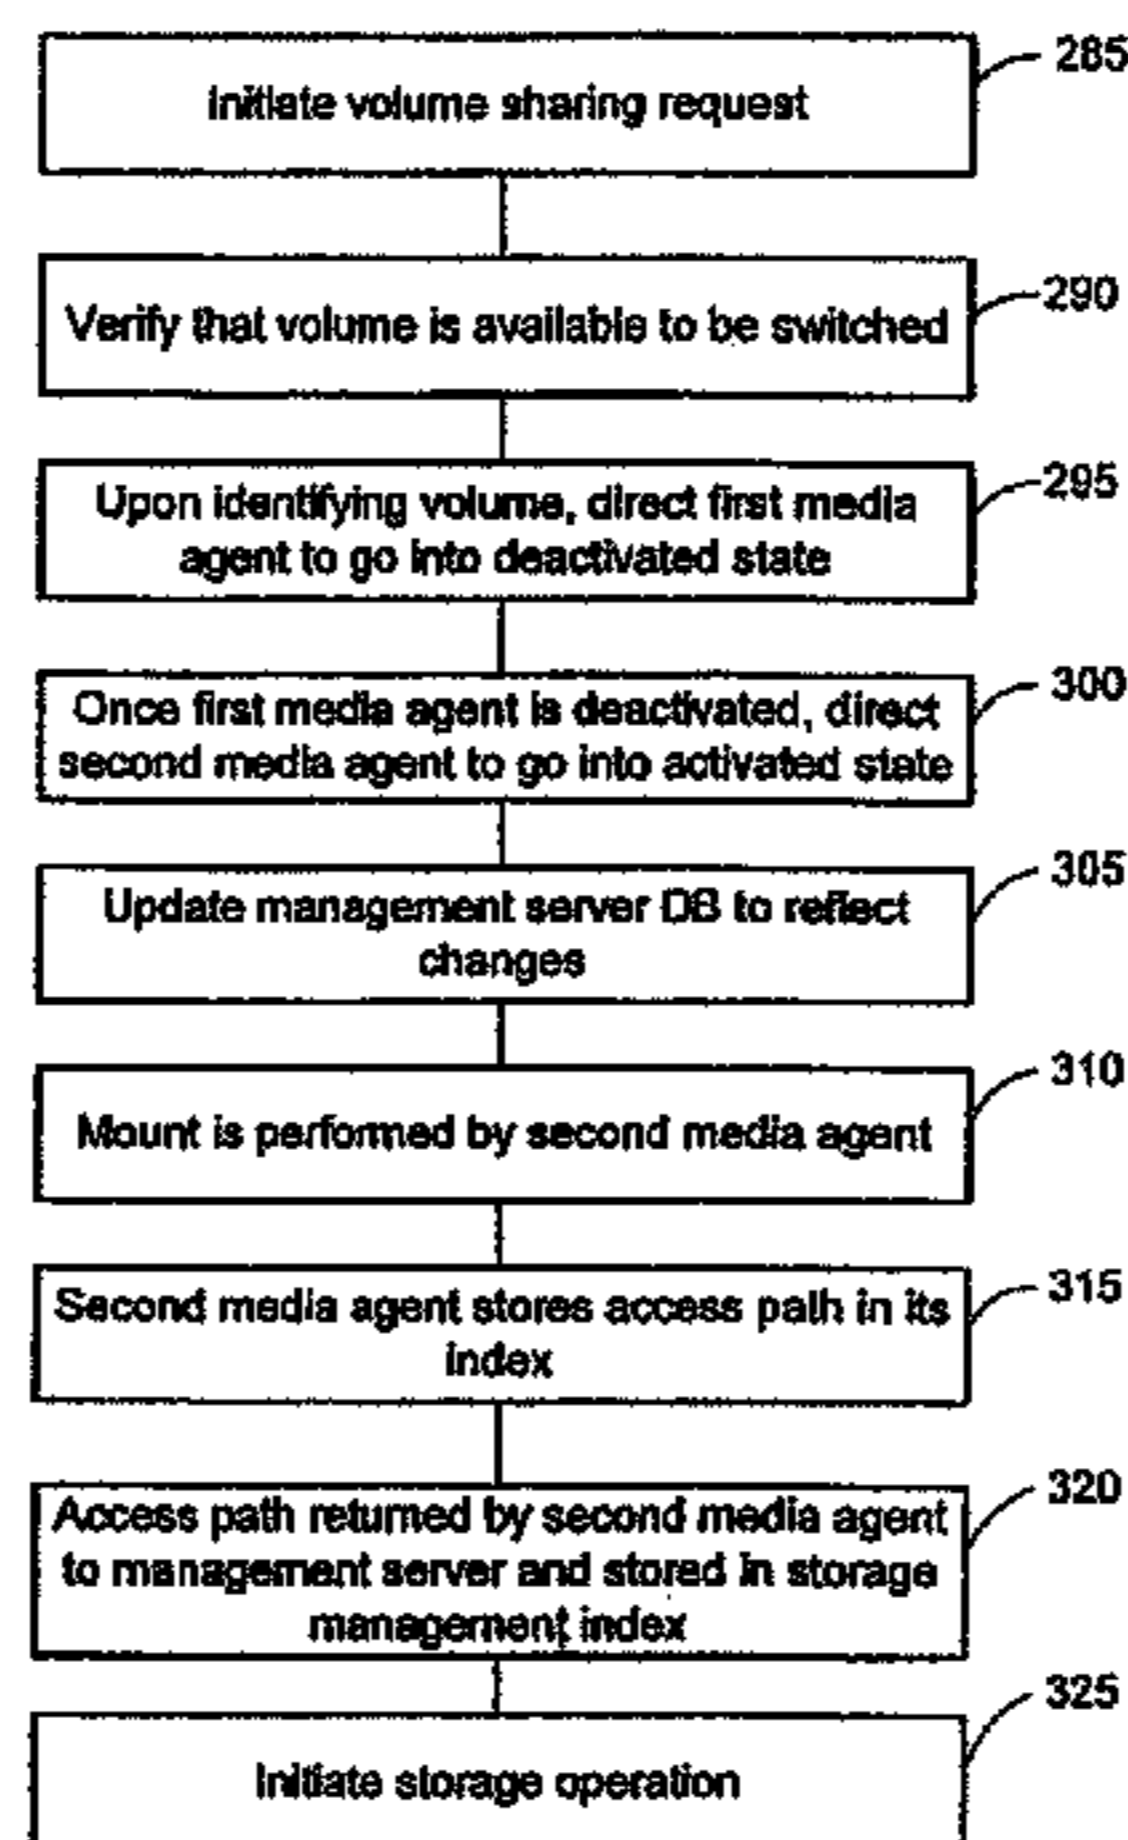 285
Initiate volume sharing request
290
Verify that volume is available to be switched
295
Upon identifying volume, direct first media
agent to go into deactivated state
300
Once first media agent is deactivated, direct
second media agent to go into activated state
305
Update management server DB to reflect
changes
310
Mount is performed by second media agent
315
Second media agent stores access path in its
index
320
Access path returned by second media agent
to management server and stored in storage
management index
325
Initiate storage operation